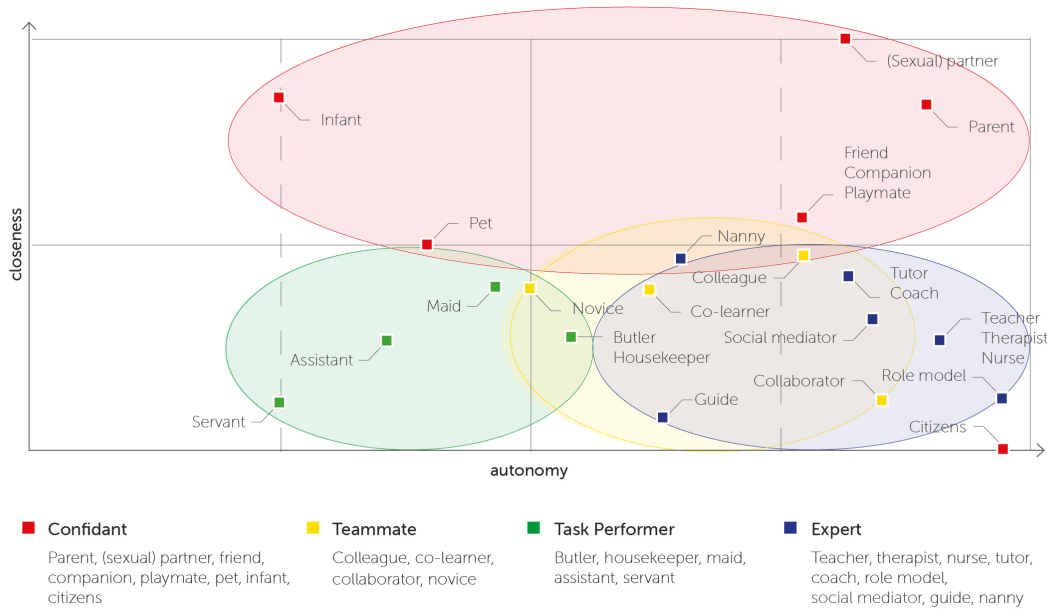 (Sexual) partner
Infant
Parent
Friend
Companion
Playmate
closeness
Pet
Nanny
Colleague
Tutor
Coach
Maid
Novice
Co-learner
Social mediator
Teacher
Therapist
Nurse
Butler
Housekeeper
Assistant
Collaborator
Role model
Servant
Guide
Citizens
autonomy
Confidant
Parent, (sexual) partner, friend,
companion, playmate, pet, infant,
citizens
Teammate
Colleague, co-learner,
collaborator, novice
Task Performer
Butler, housekeeper, maid,
assistant, servant
Expert
Teacher, therapist, nurse, tutor,
coach, role model,
social mediator, guide, nanny